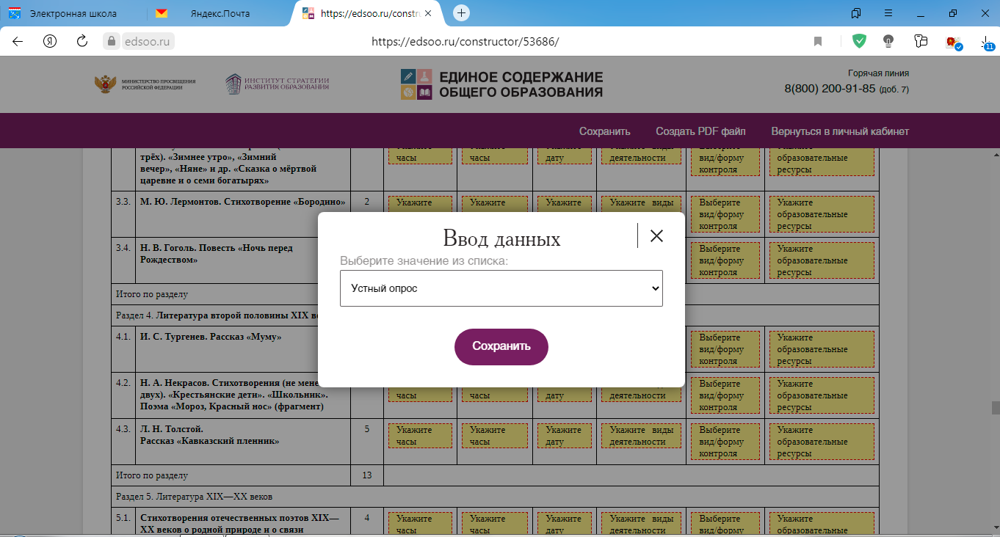 Электронная школа
Яндекс.Почта
https://edsoo.ru/constr
edsoo.ru
https://edsoo.ru/constructor/53686/
11
МИНИСТЕРСТВО ПРОСВЕЩЕНИЯ
РОССИЙСКОЙ ФЕДЕРАЦИИ
ИНСТИТУТ СТРАТЕГИИ
РАЗВИТИЯ ОБРАЗОВАНИЯ
ЕДИНОЕ СОДЕРЖАНИЕ
ОБЩЕГО ОБРАЗОВАНИЯ
Горячая линия
8(800) 200-91-85 (доб. 7)
Сохранить Создать PDF файл Вернуться в личный кабинет
трёх). «Зимнее утро», «Зимний
вечер», «Няне» и др. «Сказка о мёртвой
царевне и о семи богатырях»
часы
часы
дату
деятельности
вид/форму
контроля
образовательные
ресурсы
3.3. М. Ю. Лермонтов. Стихотворение «Бородино» 2
Укажите
Укажите
Укажите
Укажите виды
Выберите
вид/форму
контроля
Укажите
образовательные
ресурсы
3.4. Н. В. Гоголь. Повесть «Ночь перед
Рождеством»
Выберите
вид/форму
контроля
Укажите
образовательные
ресурсы
Ввод данных
Выберите значение из списка:
Устный опрос
Сохранить
Итого по разделу
Раздел 4. Литература второй половины XIX
4.1. И. С. Тургенев. Рассказ «Муму»
Выберите
вид/форму
контроля
Укажите
образовательные
ресурсы
4.2. Н. А. Некрасов. Стихотворения (не
двух). «Крестьянские дети». «Школьник».
Поэма «Мороз, Красный нос» (фрагмент)
часы
часы
дату
деятельности
Выберите
вид/форму
контроля
Укажите
образовательные
ресурсы
4.3. Л. Н. Толстой.
Рассказ «Кавказский пленник»
5
Укажите
часы
Укажите
часы
Укажите
дату
Укажите виды
деятельности
Выберите
вид/форму
контроля
Укажите
образовательные
ресурсы
Итого по разделу 13
Раздел 5. Литература XIX—XX веков
5.1. Стихотворения отечественных поэтов XIX—
XX веков о родной природе и о связи
4
Укажите
часы
Укажите
часы
Укажите
дату
Укажите виды
деятельности
Выберите
вид/форму
Укажите
образовательные